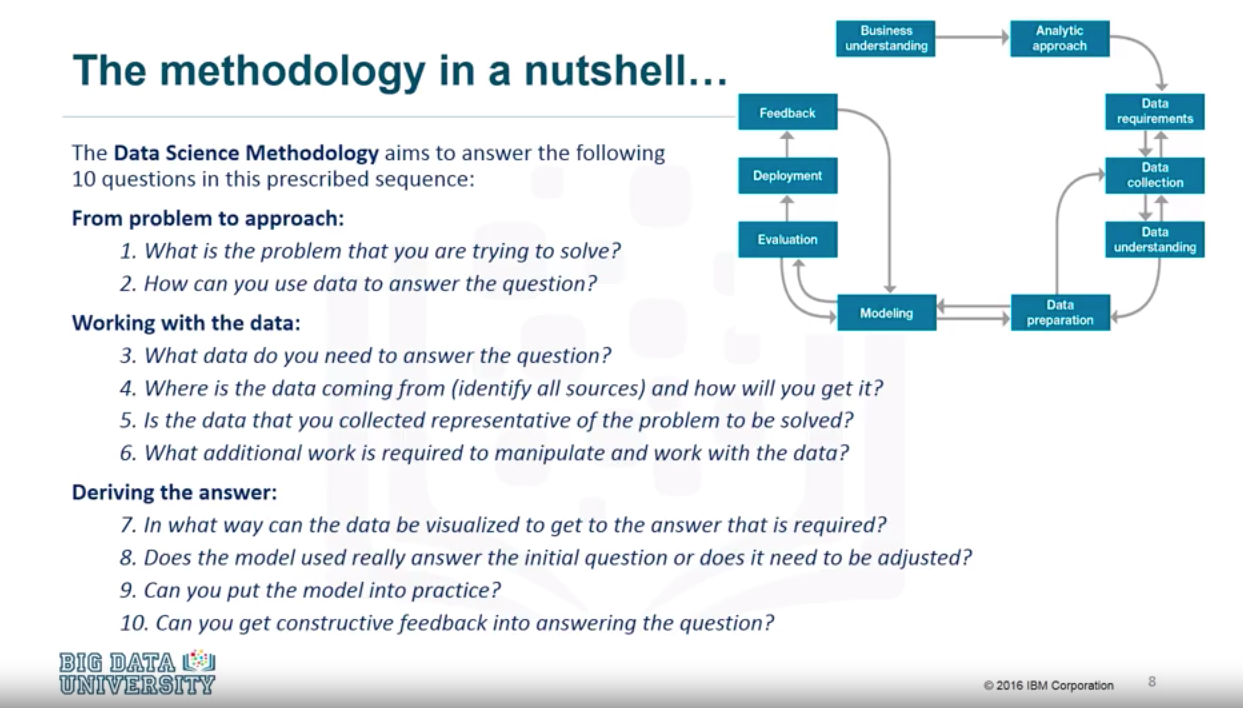 The methodology in a nutshell...
The Data Science Methodology aims to answer the following
10 questions in this prescribed sequence:
From problem to approach:
1. What is the problem that you are trying to solve?
2. How can you use data to answer the question?
Working with the data:
3. What data do you need to answer the question?
4. Where is the data coming from (identify all sources) and how will you get it?
5. Is the data that you collected representative of the problem to be solved?
6. What additional work is required to manipulate and work with the data?
Deriving the answer:
7. In what way can the data be visualized to get to the answer that is required?
8. Does the model used really answer the initial question or does it need to be adjusted?
9. Can you put the model into practice?
10. Can you get constructive feedback into answering the question?
Business
understanding
Analytic
approach
Data
requirements
Data
collection
Data
understanding
Data
preparation
Modeling
Evaluation
Deployment
Feedback
BIG DATA
UNIVERSITY
© 2016 IBM Corporation
8